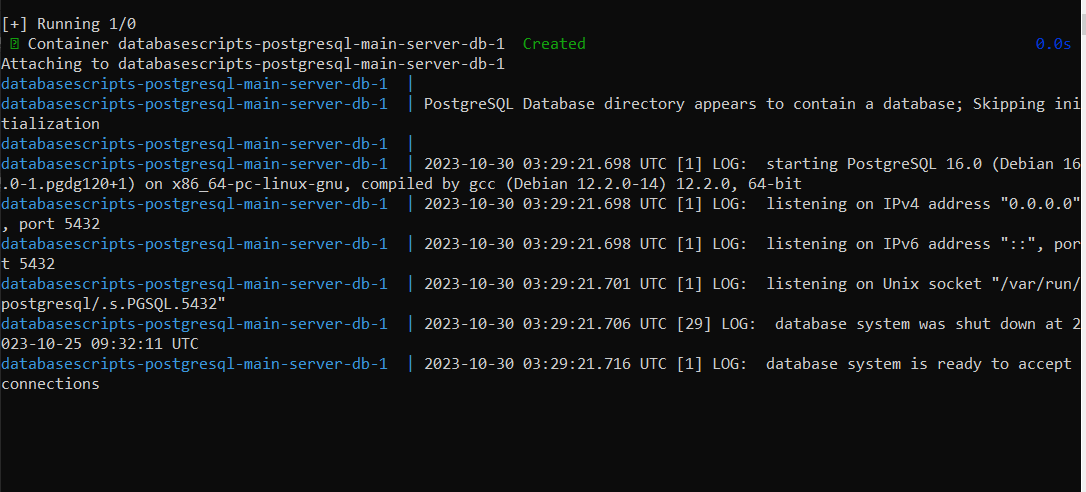 [+] Running 1/0
Container databasescripts-postgresql-main-server-db-1  Created 0.0s
Attaching to databasescripts-postgresql-main-server-db-1
databasescripts-postgresql-main-server-db-1  |
databasescripts-postgresql-main-server-db-1  | PostgreSQL Database directory appears to contain a database; Skipping ini
tialization
databasescripts-postgresql-main-server-db-1  |
databasescripts-postgresql-main-server-db-1  | 2023-10-30 03:29:21.698 UTC [1] LOG:  starting PostgreSQL 16.0 (Debian 16
.0-1.pgdg120+1) on x86_64-pc-linux-gnu, compiled by gcc (Debian 12.2.0-14) 12.2.0, 64-bit
databasescripts-postgresql-main-server-db-1  | 2023-10-30 03:29:21.698 UTC [1] LOG:  listening on IPv4 address "0.0.0.0"
, port 5432
databasescripts-postgresql-main-server-db-1  | 2023-10-30 03:29:21.698 UTC [1] LOG:  listening on IPv6 address "::", por
t 5432
databasescripts-postgresql-main-server-db-1  | 2023-10-30 03:29:21.701 UTC [1] LOG:  listening on Unix socket "/var/run/
postgresql/.s.PGSQL.5432"
databasescripts-postgresql-main-server-db-1  | 2023-10-30 03:29:21.706 UTC [29] LOG:  database system was shut down at 2
023-10-25 09:32:11 UTC
databasescripts-postgresql-main-server-db-1  | 2023-10-30 03:29:21.716 UTC [1] LOG:  database system is ready to accept
connections